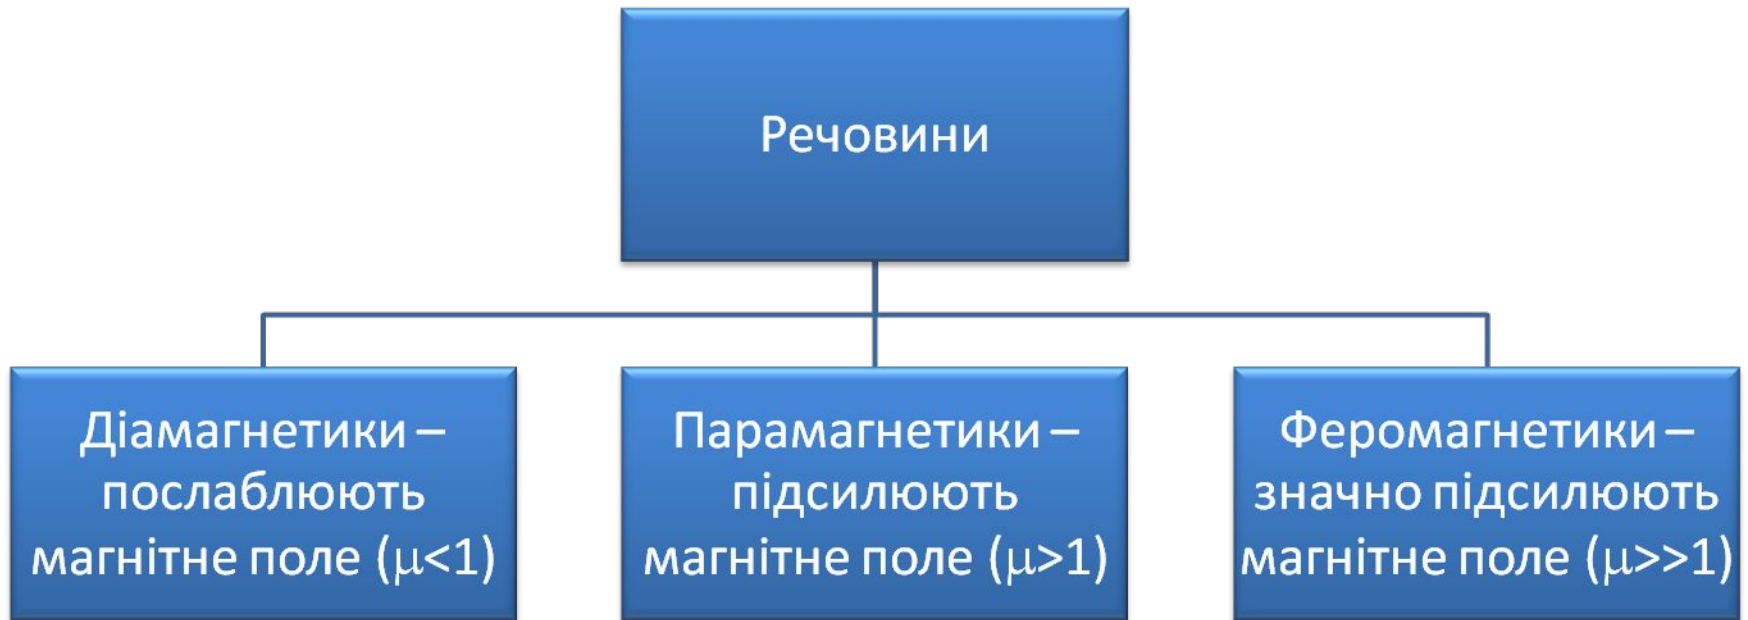 Речовини
Діамагнетики –
послаблюють
магнітне поле (μ<1)
Парамагнетики –
підсилюють
магнітне поле (μ>1)
Феромагнетики –
значно підсилюють
магнітне поле (μ>>1)